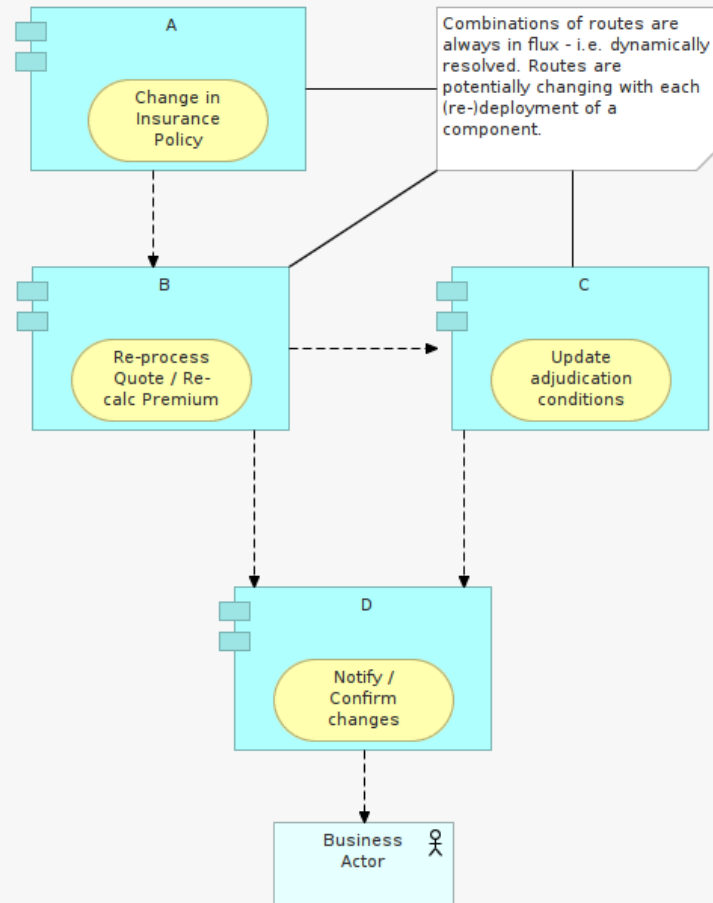 A
Change in
Insurance
Policy
Combinations of routes are
always in flux - i.e. dynamically
resolved. Routes are
potentially changing with each
(re-)deployment of a
component.
B
Re-process
Quote / Re-
calc Premium
C
Update
adjudication
conditions
D
Notify /
Confirm
changes
Business
Actor